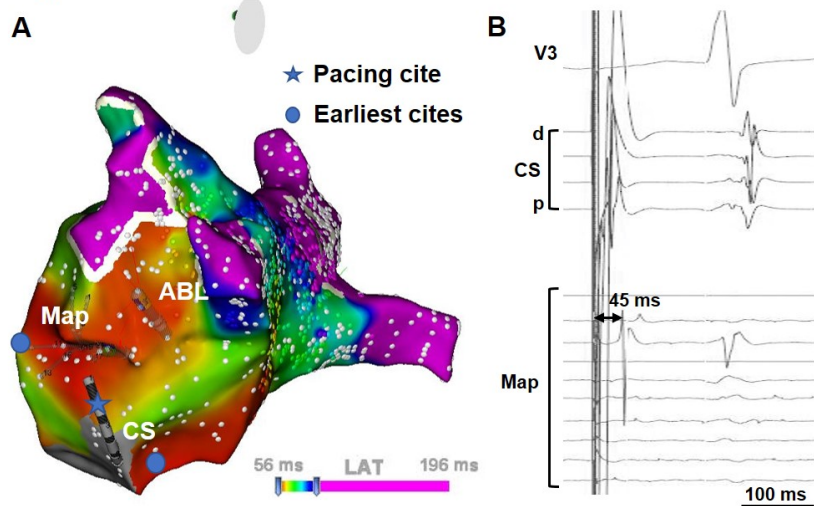 A
Pacing cite
Earliest cites
ABL
Map
CS
56 ms LAT 196 ms
B
V3
d
CS
p
45 ms
Map
100 ms